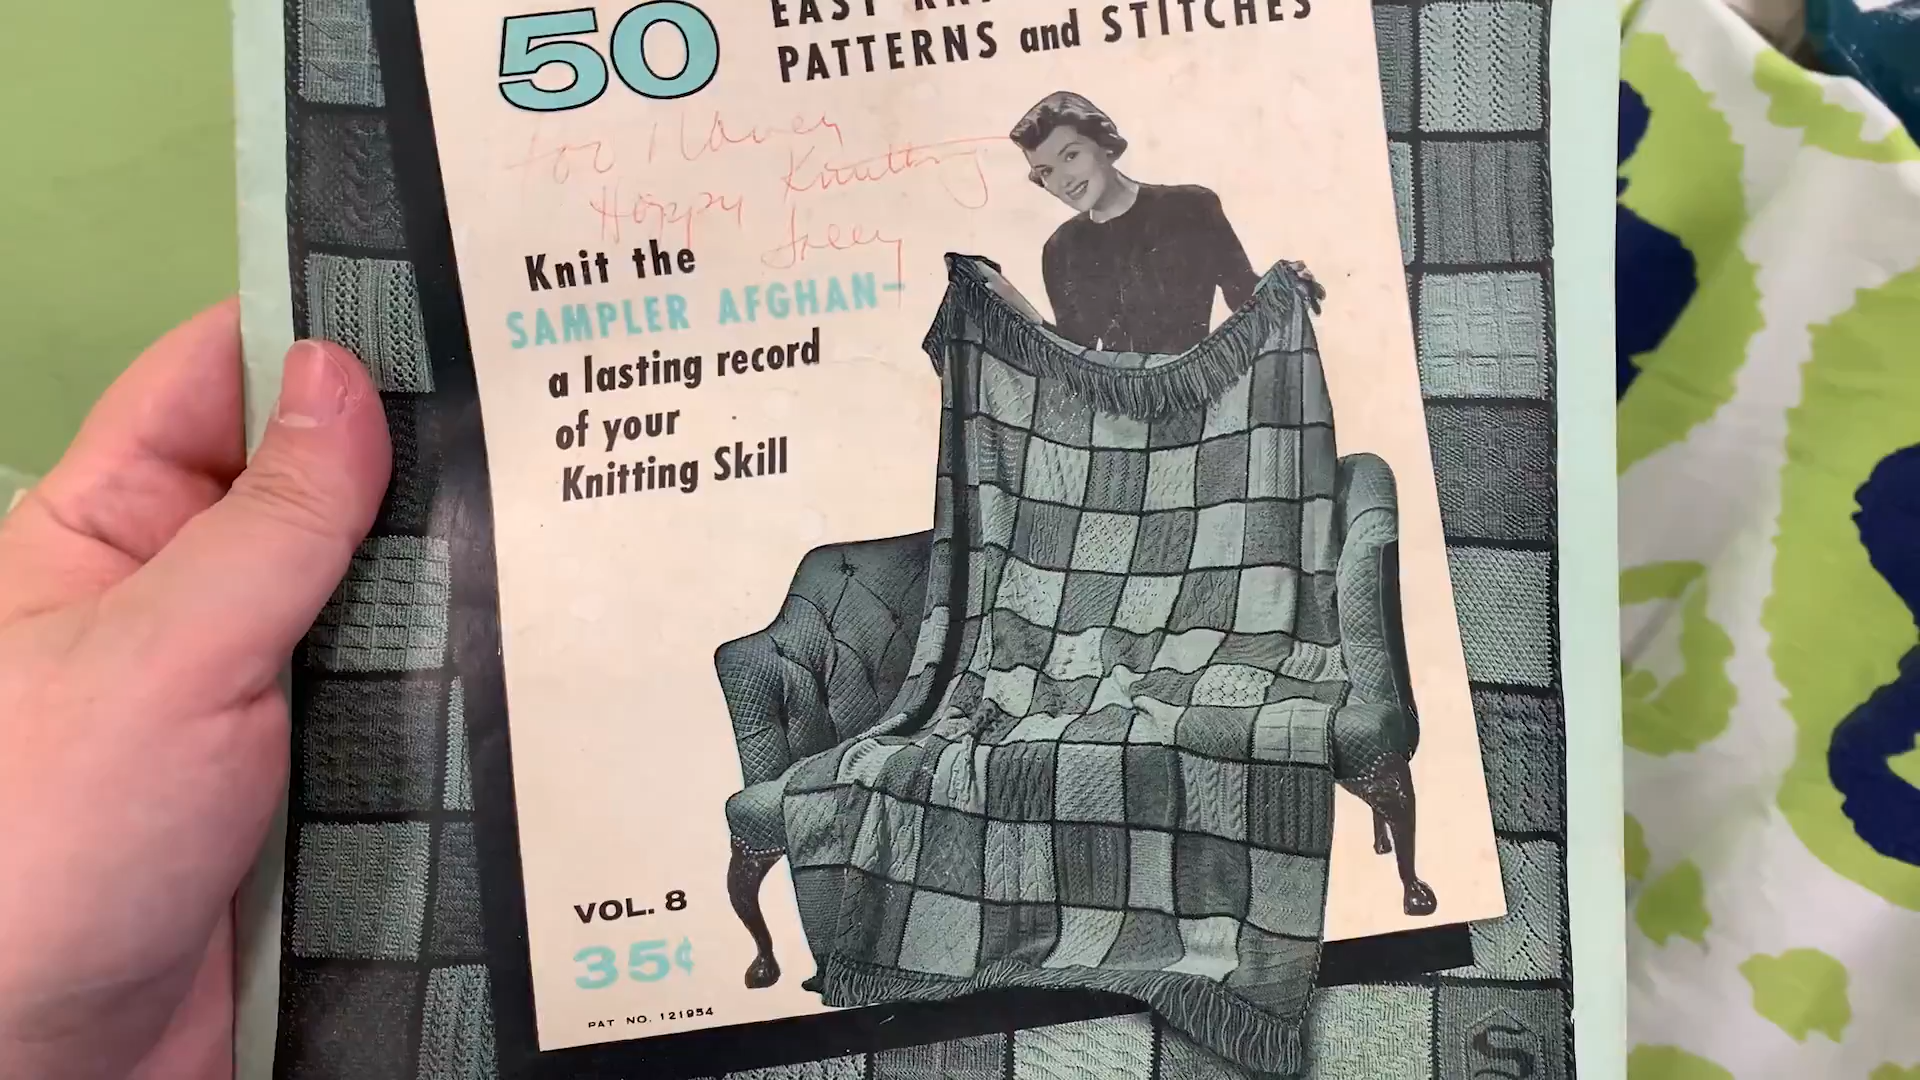 50
EASY
PATTERNS and STITCHES
For Nancy
Happy Knitting
Knit the
SAMPLER AFGHAN—
a lasting record
of your
Knitting Skill
VOL. 8
35¢
PAT NO. 121954